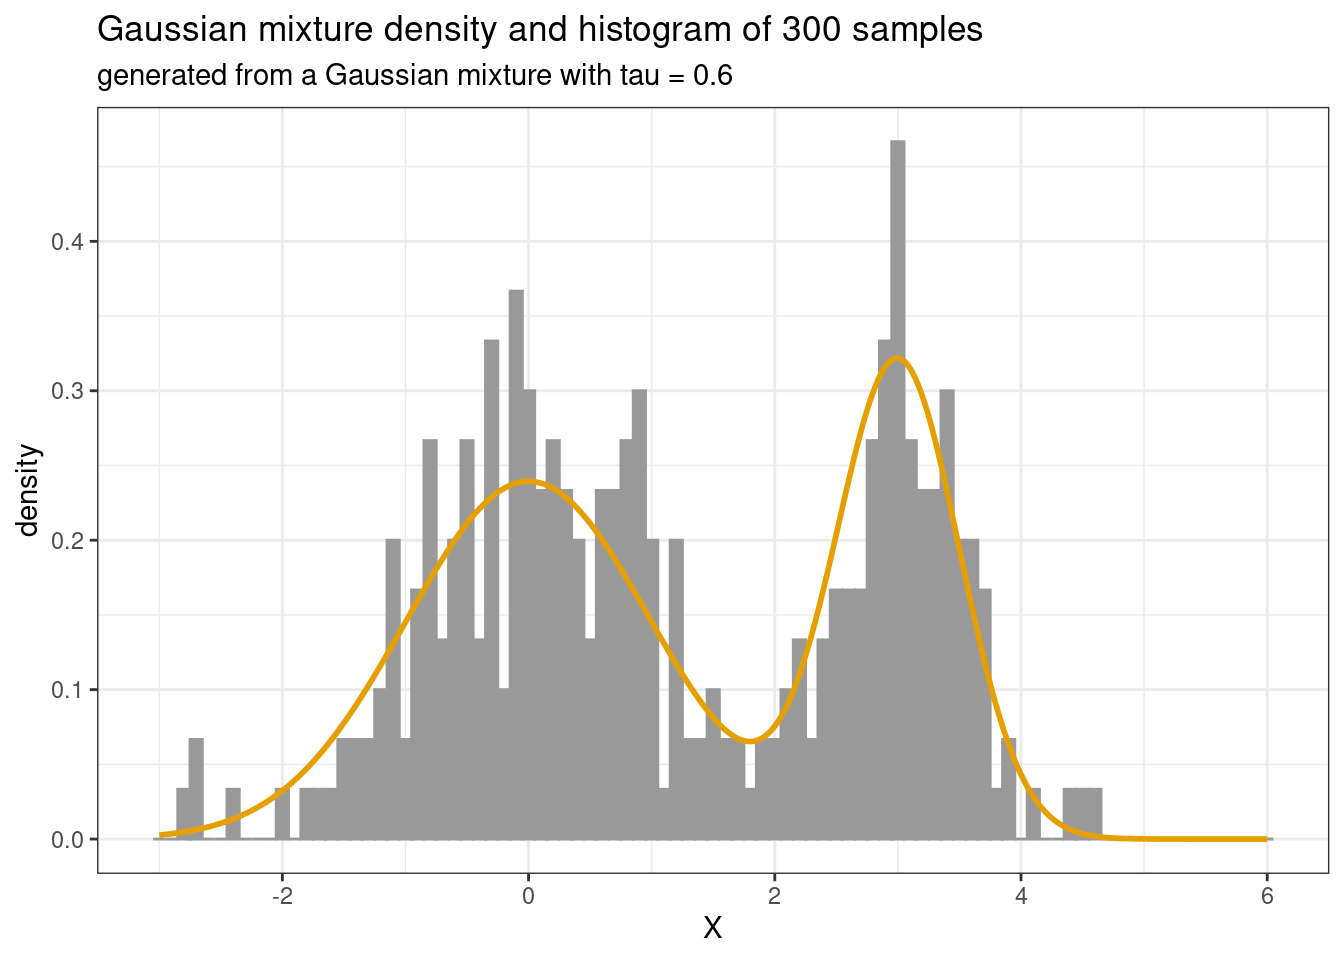 Gaussian mixture density and histogram of 300 samples
generated from a Gaussian mixture with tau = 0.6
density
0.4
0.3
0.2
0.1
0.0
-2 0 2 4 6
X